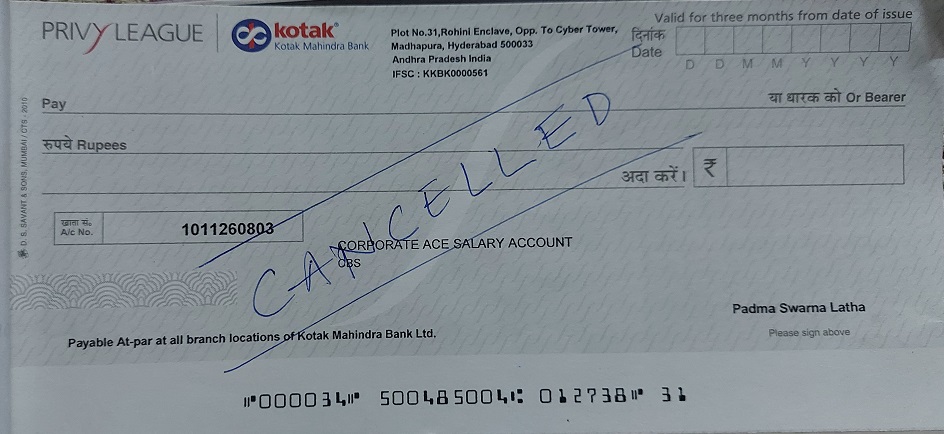 Valid for three months from date of issue
PRIVY LEAGUE
kotak®
Kotak Mahindra Bank
Plot No.31,Rohini Enclave, Opp. To Cyber Tower,
Madhapura, Hyderabad 500033
Andhra Pradesh India
IFSC : KKBK0000561
दिनांक
Date
D D M M Y Y Y Y
Pay
या धारक को Or Bearer
रुपये Rupees
अदा करें। ₹
खाता सं.
A/c No.
1011260803
CANCELLED
CORPORATE ACE SALARY ACCOUNT
OBS
Padma Swarna Latha
Please sign above
Payable At-par at all branch locations of Kotak Mahindra Bank Ltd.
⑈000034⑈ 500485004⑆ 012738⑈ 31
D. S. SAVANT & SONS, MUMBAI / CTS - 2010